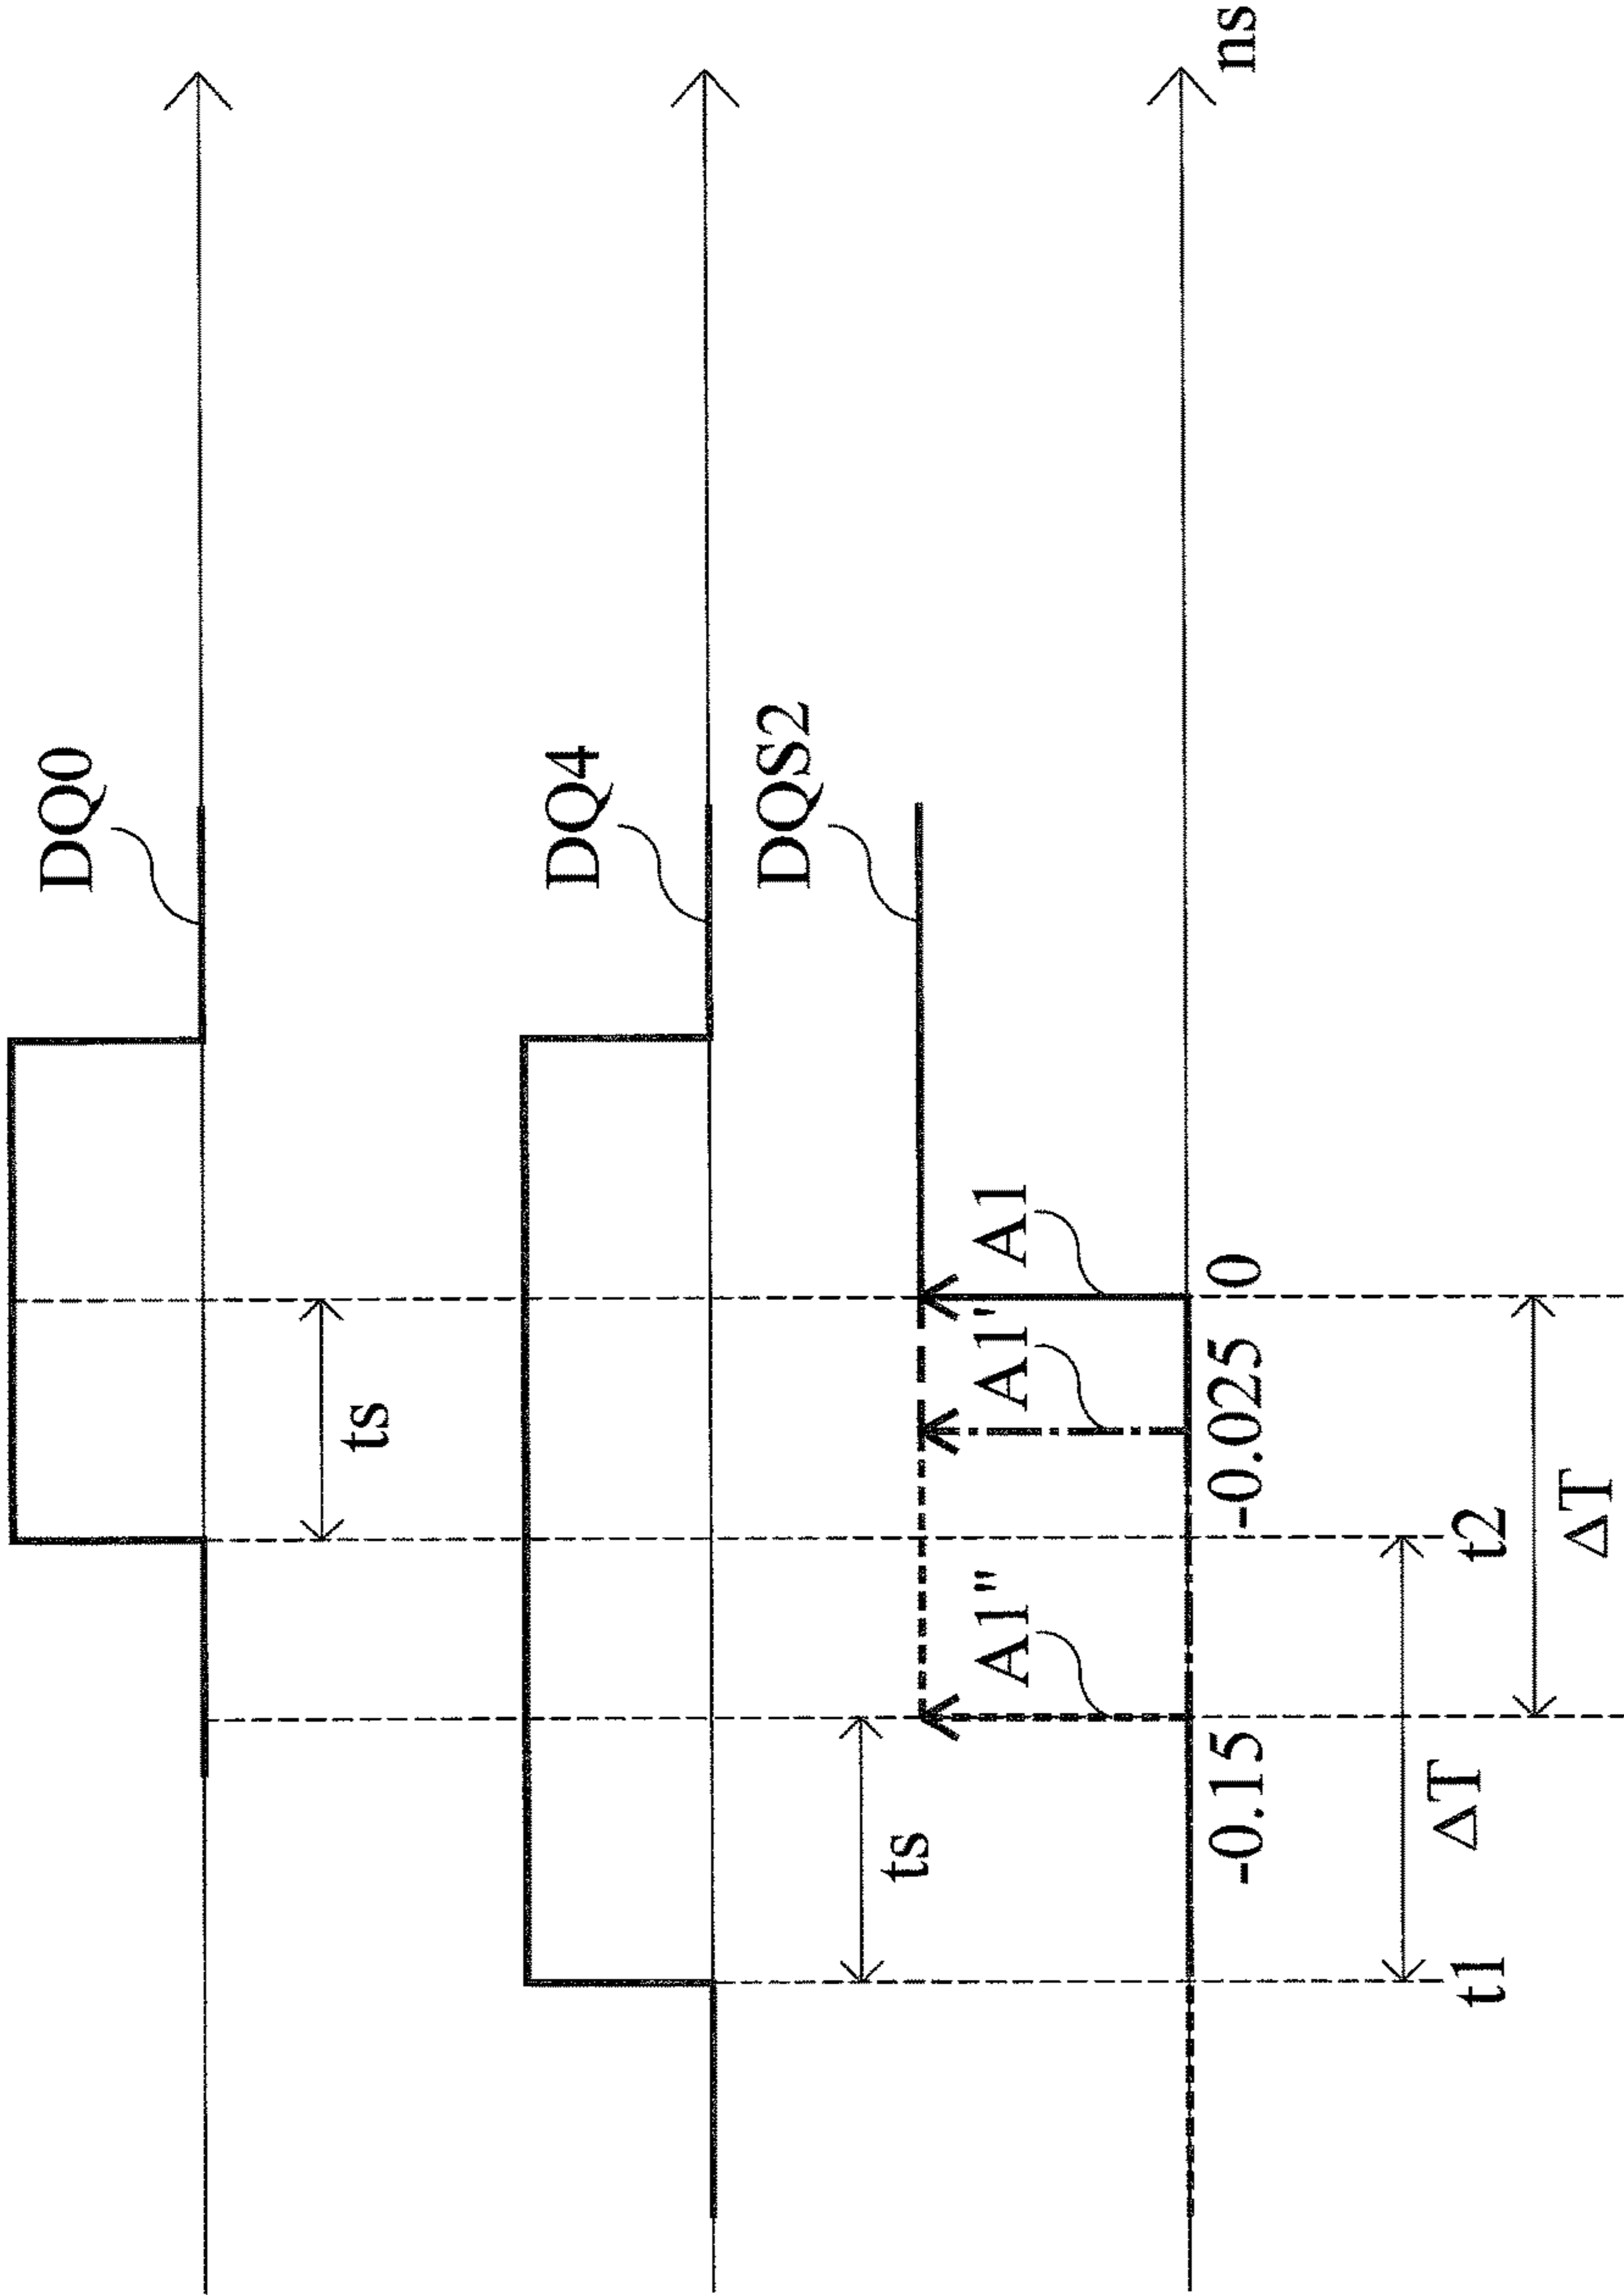 DQ0
ts
DQ4
DQS2
ts
A1"
A1'
A1
-0.15
-0.025
0
ns
t1
t2
ΔT
ΔT